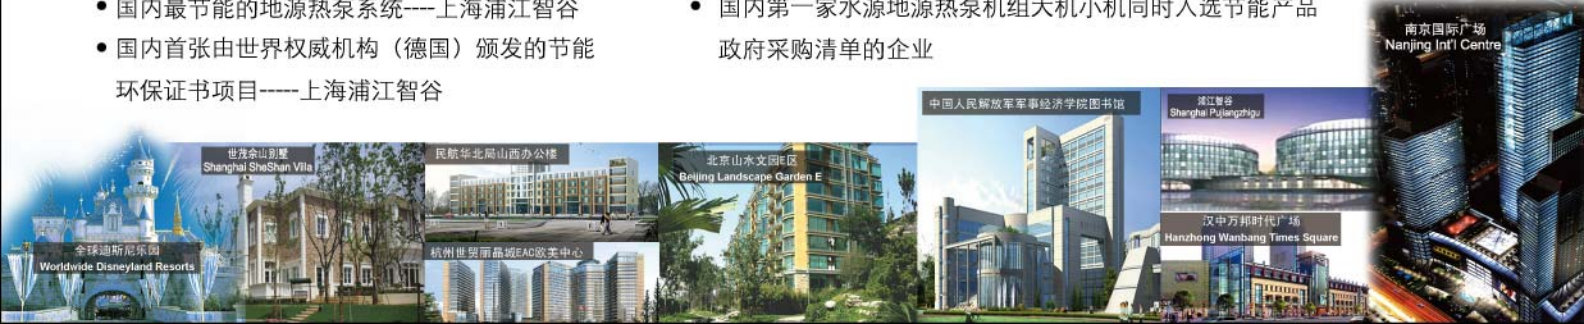 ● 国内最节能的地源热泵系统----上海浦江智谷
● 国内首张由世界权威机构（德国）颁发的节能
环保证书项目-----上海浦江智谷
● 国内第一家水源地源热泵机组大机小机同时入选节能产品
政府采购清单的企业
全球迪斯尼乐园
Worldwide Disneyland Resorts
世茂佘山别墅
Shanghai SheShan Villa
民航华北局山西办公楼
杭州世贸丽晶城EAC欧美中心
北京山水文园E区
Beijing Landscape Garden E
中国人民解放军军事经济学院图书馆
浦江智谷
Shanghai Pujiangzhigu
汉中万邦时代广场
Hanzhong Wanbang Times Square
南京国际广场
Nanjing Int'l Centre